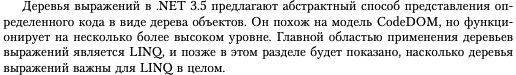 Деревья выражений в .NET 3.5 предлагают абстрактный способ представления оп-
ределенного кода в виде дерева объектов. Он похож на модель CodeDOM, но функци-
онирует на несколько более высоком уровне. Главной областью применения деревьев
выражений является LINQ, и позже в этом разделе будет показано, насколько деревья
выражений важны для LINQ в целом.